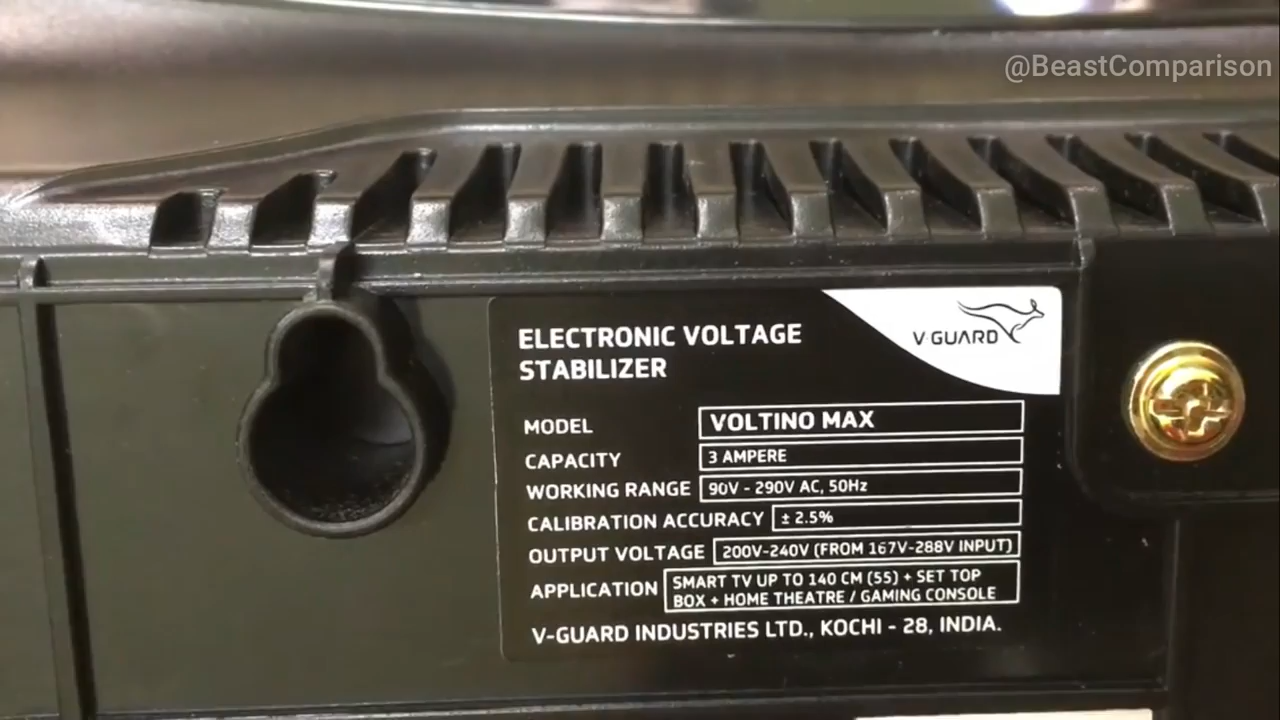 @BeastComparison
V-GUARD
ELECTRONIC VOLTAGE
STABILIZER
MODEL VOLTINO MAX
CAPACITY 3 AMPERE
WORKING RANGE 90V - 290V AC, 50Hz
CALIBRATION ACCURACY ± 2.5%
OUTPUT VOLTAGE 200V-240V (FROM 167V-288V INPUT)
APPLICATION SMART TV UP TO 140 CM (55) + SET TOP
BOX + HOME THEATRE / GAMING CONSOLE
V-GUARD INDUSTRIES LTD., KOCHI - 28, INDIA.